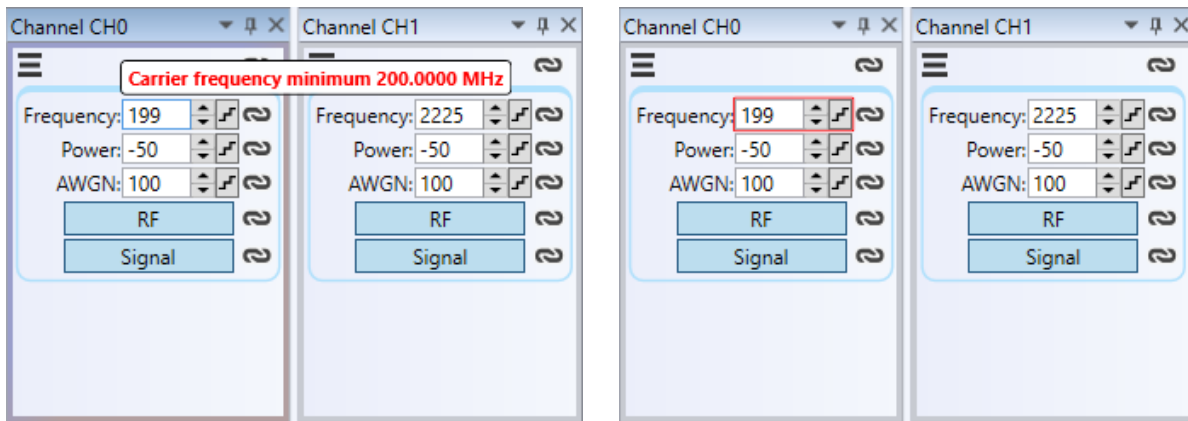 Channel CH0
Channel CH1
Carrier frequency minimum 200.0000 MHz
Frequency: 199
Frequency: 2225
Power: -50
Power: -50
AWGN: 100
AWGN: 100
RF
RF
Signal
Signal
Channel CH0
Channel CH1
Frequency: 199
Frequency: 2225
Power: -50
Power: -50
AWGN: 100
AWGN: 100
RF
RF
Signal
Signal